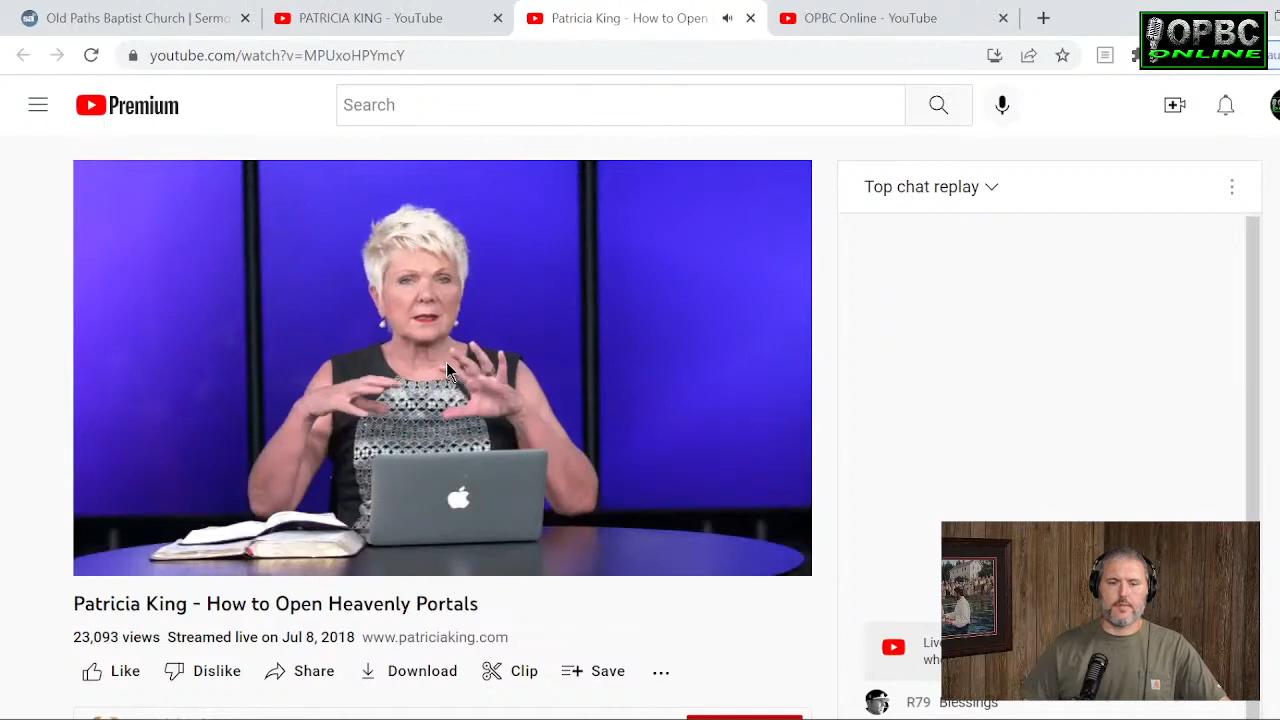 Old Paths Baptist Church | Sermo
PATRICIA KING - YouTube
Patricia King - How to Open
OPBC Online - YouTube
OPBC
ONLINE
youtube.com/watch?v=MPUxoHPYmcY
Premium
Search
Top chat replay
Patricia King - How to Open Heavenly Portals
23,093 views Streamed live on Jul 8, 2018 www.patriciaking.com
Like
Dislike
Share
Download
Clip
Save
...
R79 Blessings